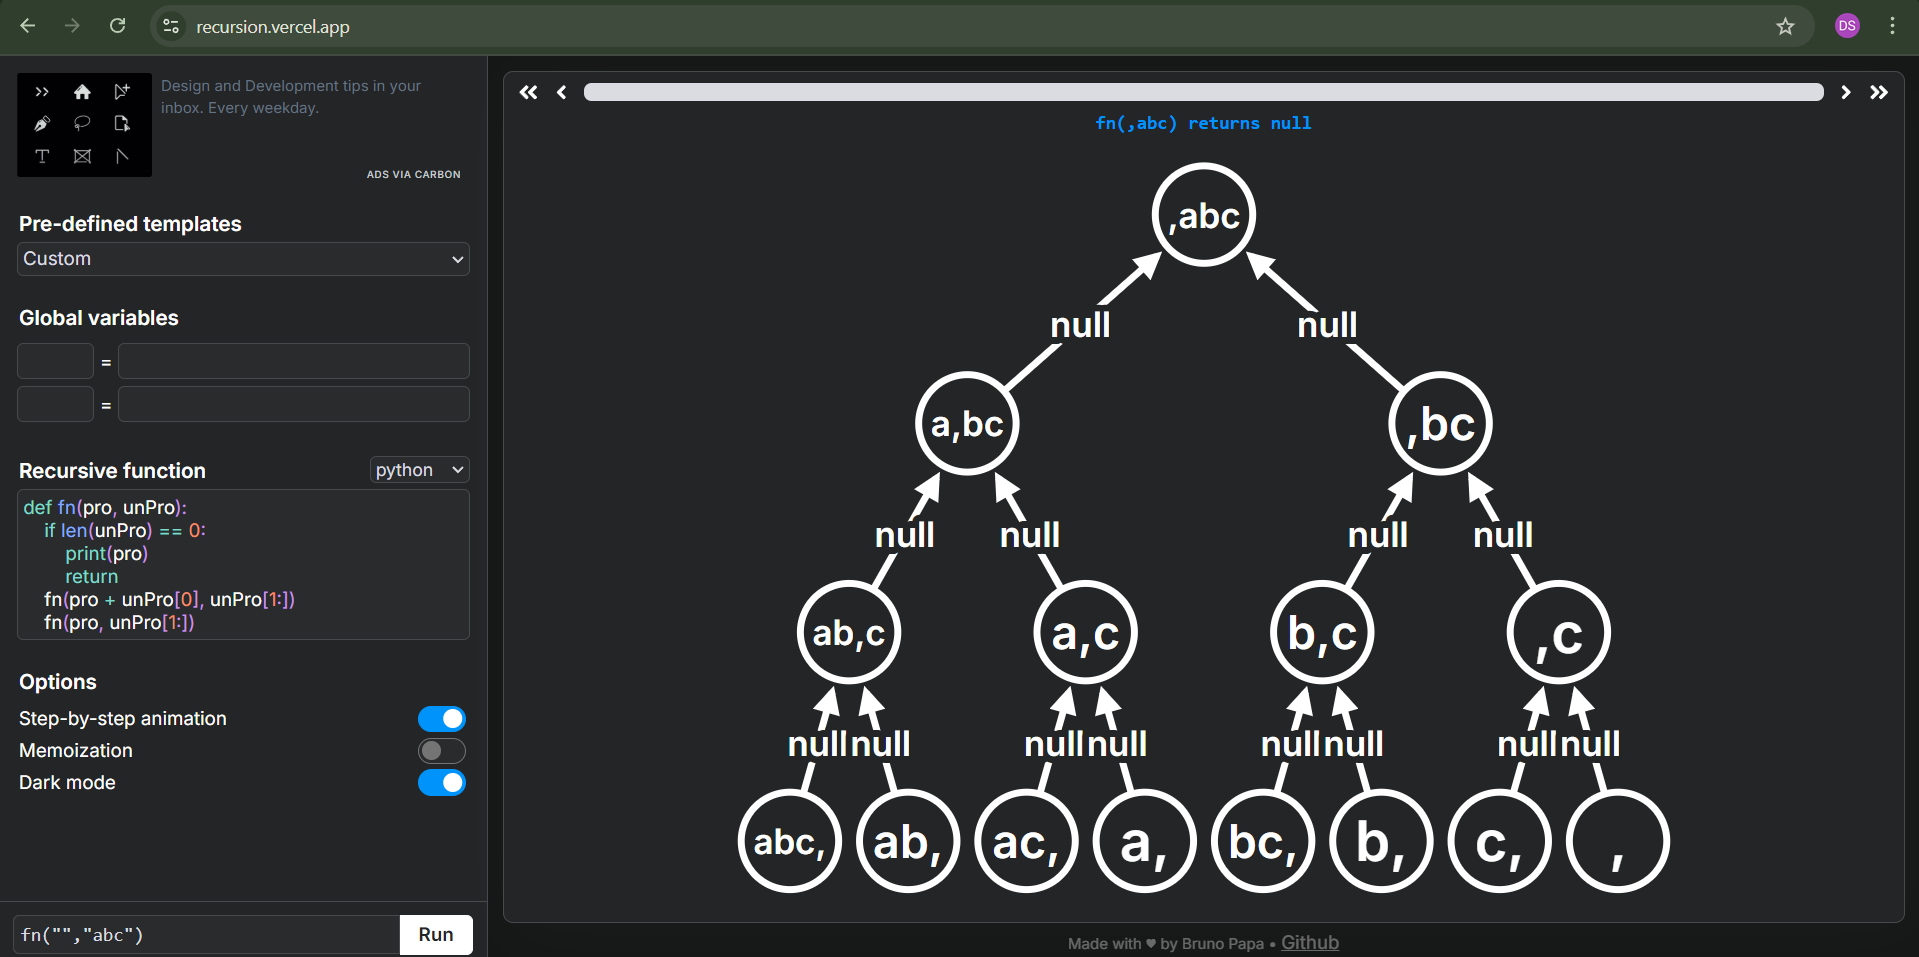 recursion.vercel.app
DS
Design and Development tips in your
inbox. Every weekday.
ADS VIA CARBON
Pre-defined templates
Custom
Global variables
=
=
Recursive function
python
def fn(pro, unPro):
if len(unPro) == 0:
print(pro)
return
fn(pro + unPro[0], unPro[1:])
fn(pro, unPro[1:])
Options
Step-by-step animation
Memoization
Dark mode
fn("","abc")
Run
fn(,abc) returns null
,abc
null null
a,bc ,bc
null null null null
ab,c a,c b,c ,c
null null null null null null null null
abc, ab, ac, a, bc, b, c, ,
Made with ♥ by Bruno Papa • Github